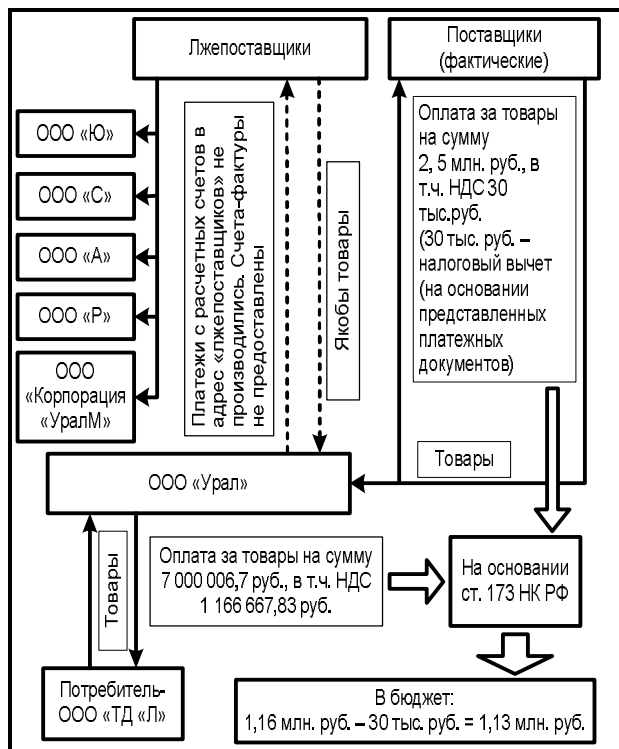 Лжепоставщики
Поставщики
(фактические)
ООО «Ю»
ООО «С»
ООО «А»
ООО «Р»
ООО
«Корпорация
«УралМ»
Платежи с расчетных счетов в
адрес «лжепоставщиков» не
производились. Счета-фактуры
не предоставлены
Якобы товары
Оплата за товары
на сумму
2, 5 млн. руб., в
т.ч. НДС 30
тыс.руб.
(30 тыс. руб. –
налоговый вычет
(на основании
представленных
платежных
документов)
Товары
ООО «Урал»
Товары
Оплата за товары на сумму
7 000 006,7 руб., в т.ч. НДС
1 166 667,83 руб.
На основании
ст. 173 НК РФ
Потребитель-
ООО «ТД «Л»
В бюджет:
1,16 млн. руб. – 30 тыс. руб. = 1,13 млн. руб.